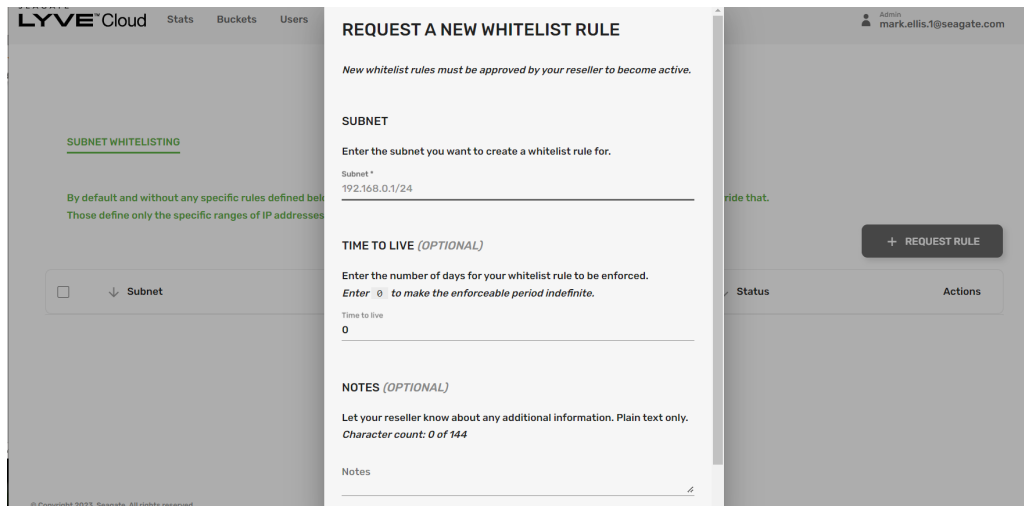 SEAGATE
LYVE™Cloud Stats Buckets Users
Admin
mark.ellis.1@seagate.com
REQUEST A NEW WHITELIST RULE
New whitelist rules must be approved by your reseller to become active.
SUBNET WHITELISTING
SUBNET
Enter the subnet you want to create a whitelist rule for.
Subnet *
192.168.0.1/24
By default and without any specific rules defined
ride that.
Those define only the specific ranges of IP addresses
+ REQUEST RULE
TIME TO LIVE (OPTIONAL)
Enter the number of days for your whitelist rule to be enforced.
Enter 0 to make the enforceable period indefinite.
Time to live
0
↓ Subnet
Status
Actions
NOTES (OPTIONAL)
Let your reseller know about any additional information. Plain text only.
Character count: 0 of 144
Notes
© Copyright 2023, Seagate. All rights reserved